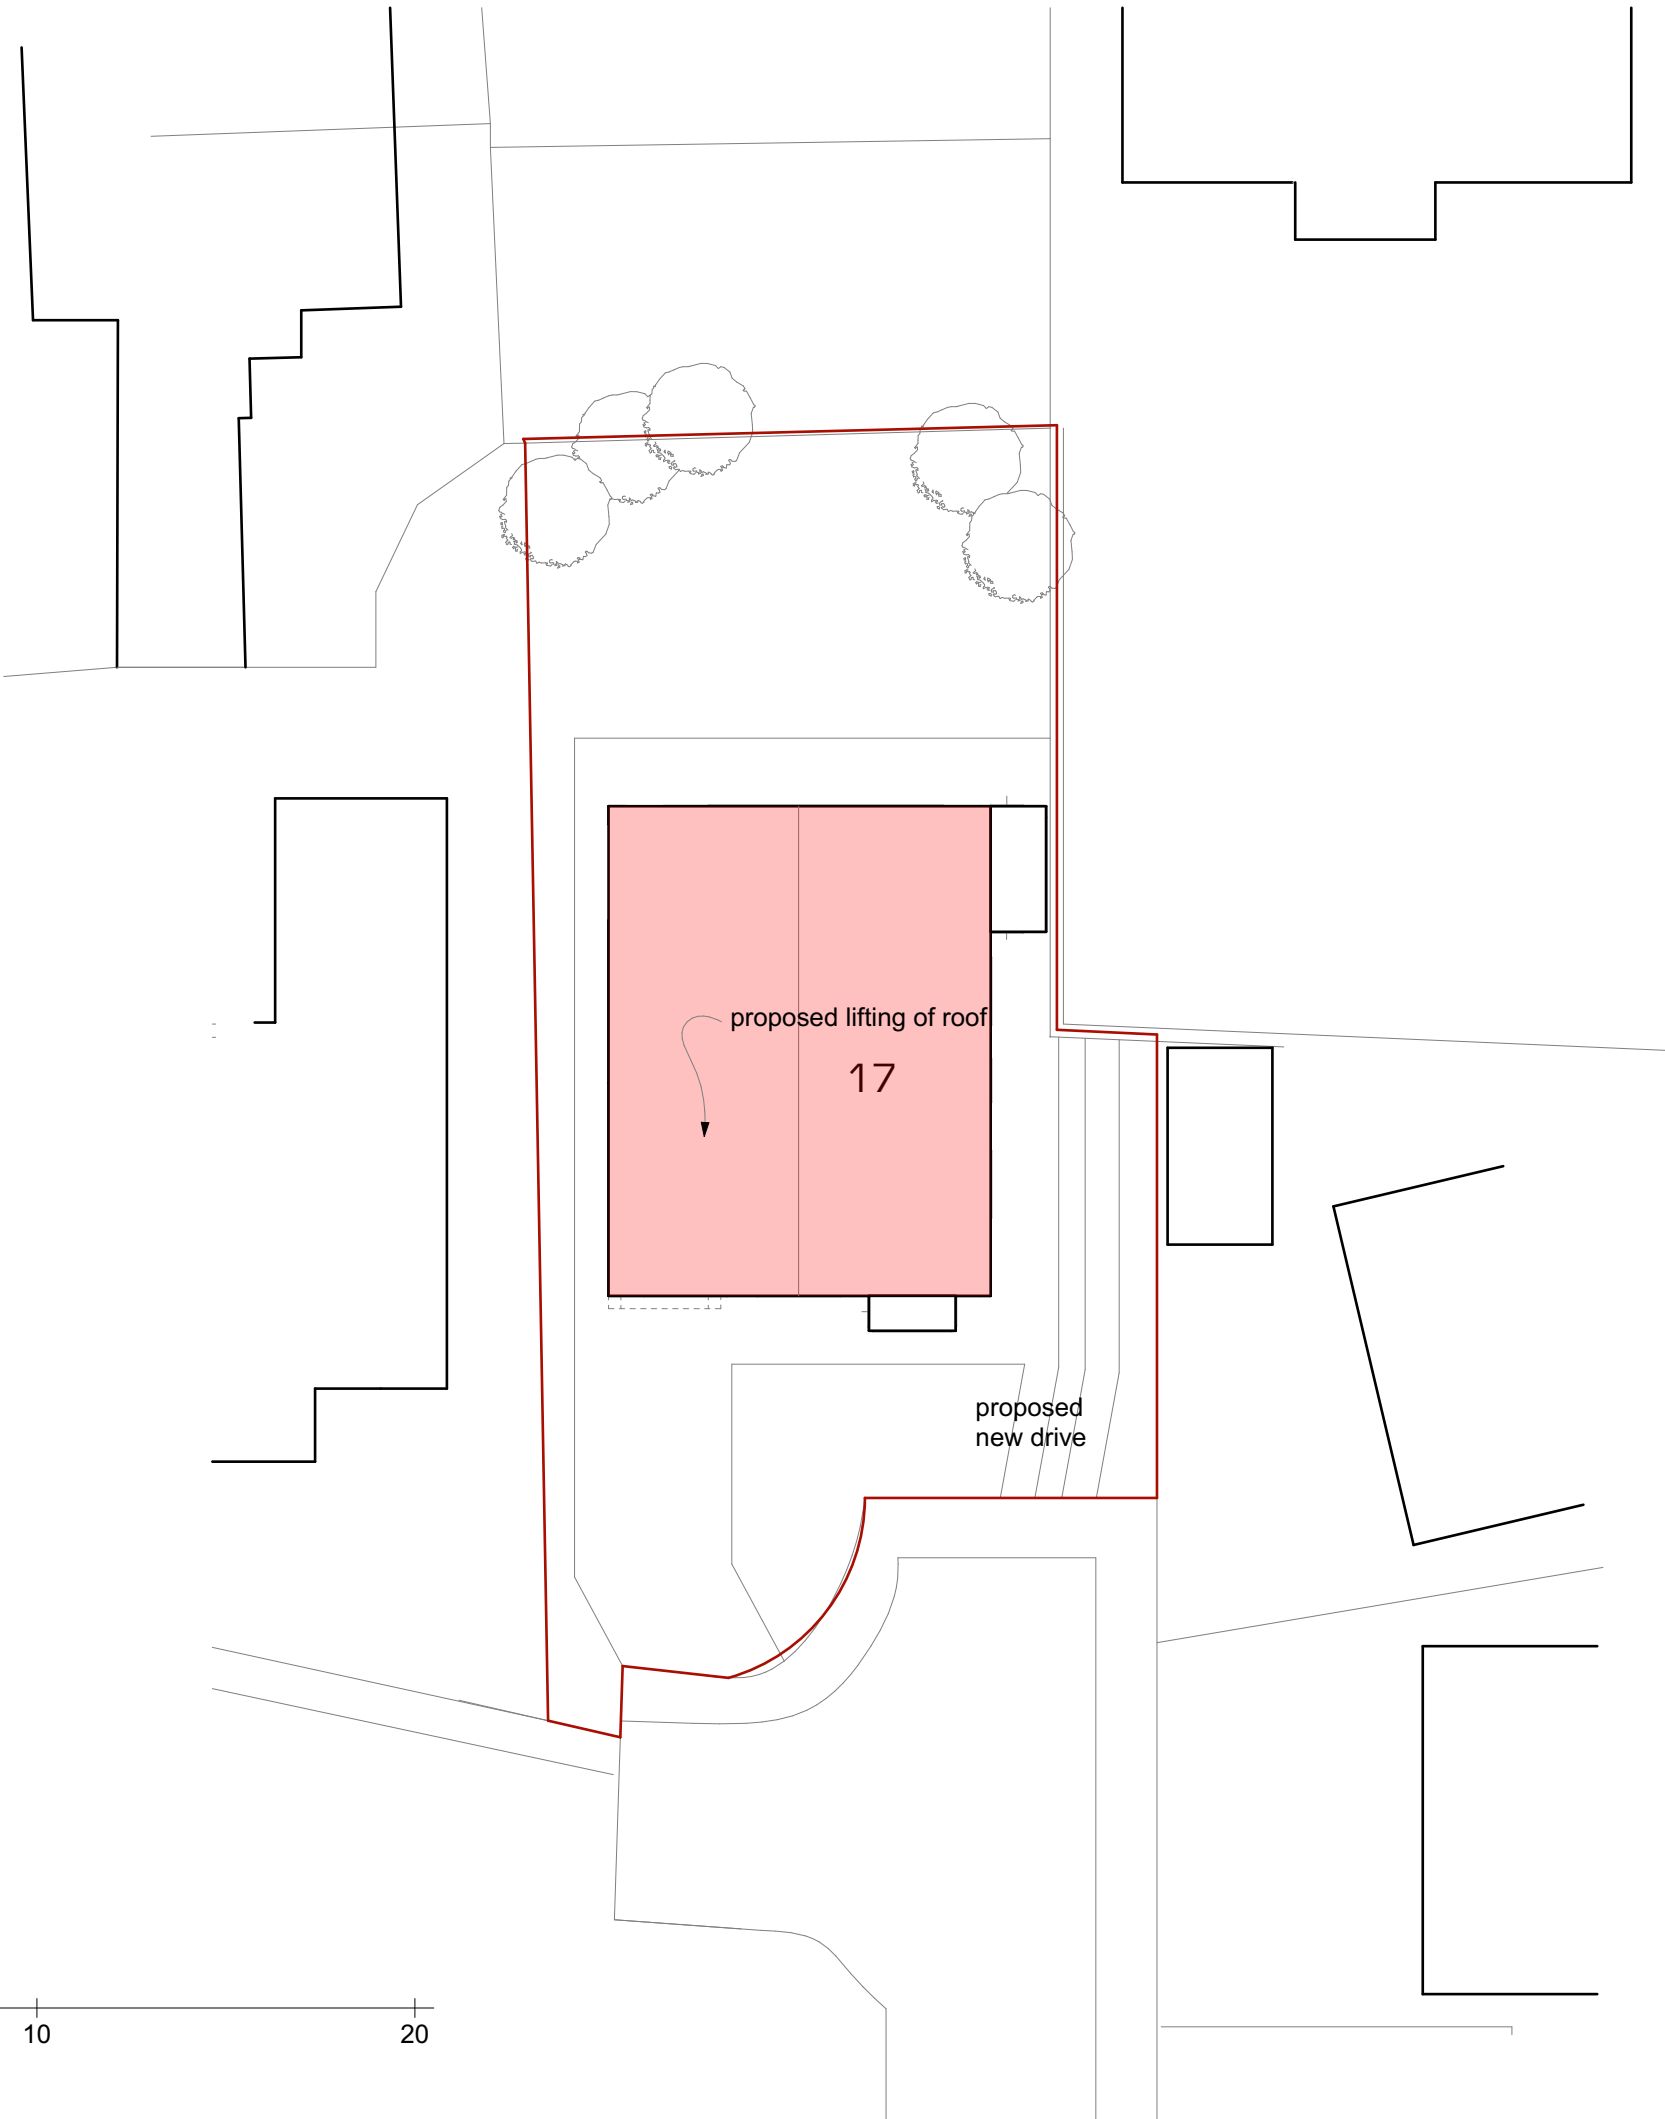 proposed lifting of roof
17
proposed
new drive
10
20